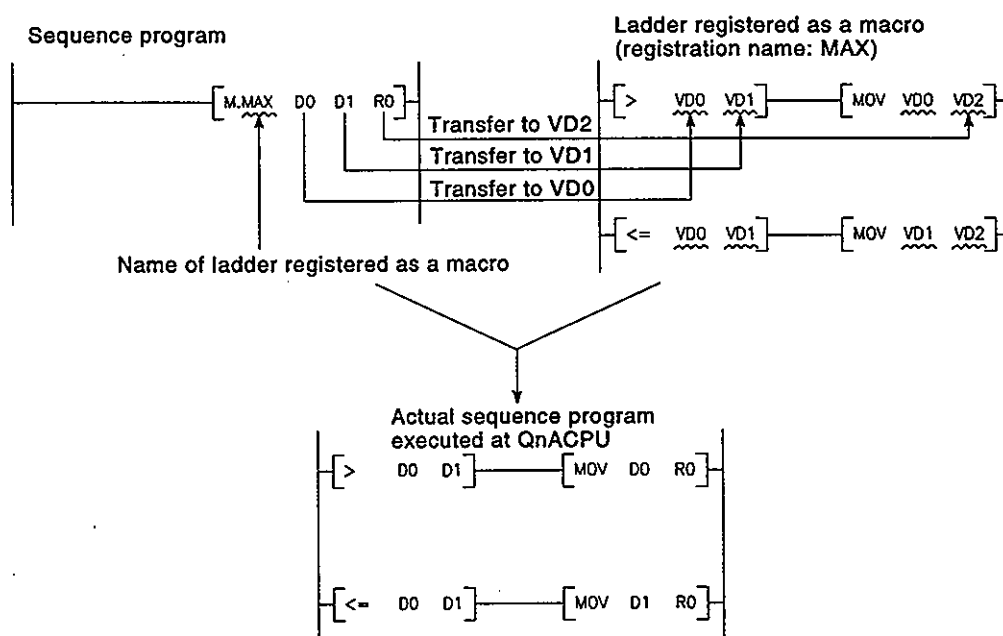 Sequence program
Ladder registered as a macro
(registration name: MAX)
M.MAX D0 D1 R0
> VD0 VD1 MOV VD0 VD2
Transfer to VD2
Transfer to VD1
Transfer to VD0
<= VD0 VD1 MOV VD1 VD2
Name of ladder registered as a macro
Actual sequence program
executed at QnACPU
> D0 D1 MOV D0 R0
<= D0 D1 MOV D1 R0